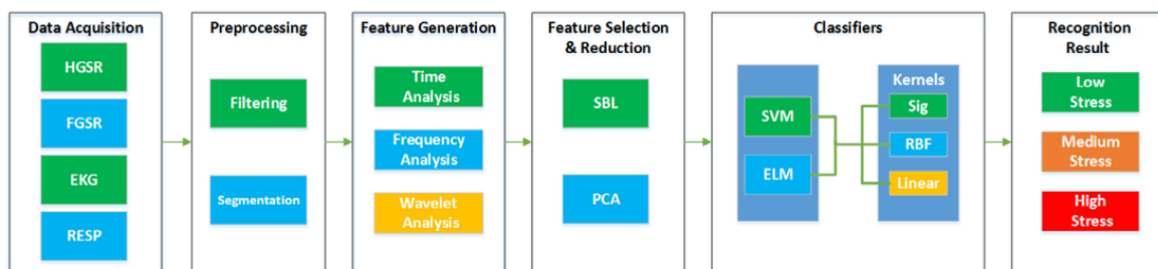 Data Acquisition
HGSR
FGSR
EKG
RESP
Preprocessing
Filtering
Segmentation
Feature Generation
Time
Analysis
Frequency
Analysis
Wavelet
Analysis
Feature Selection
& Reduction
SBL
PCA
Classifiers
SVM
ELM
Kernels
Sig
RBF
Linear
Recognition
Result
Low
Stress
Medium
Stress
High
Stress